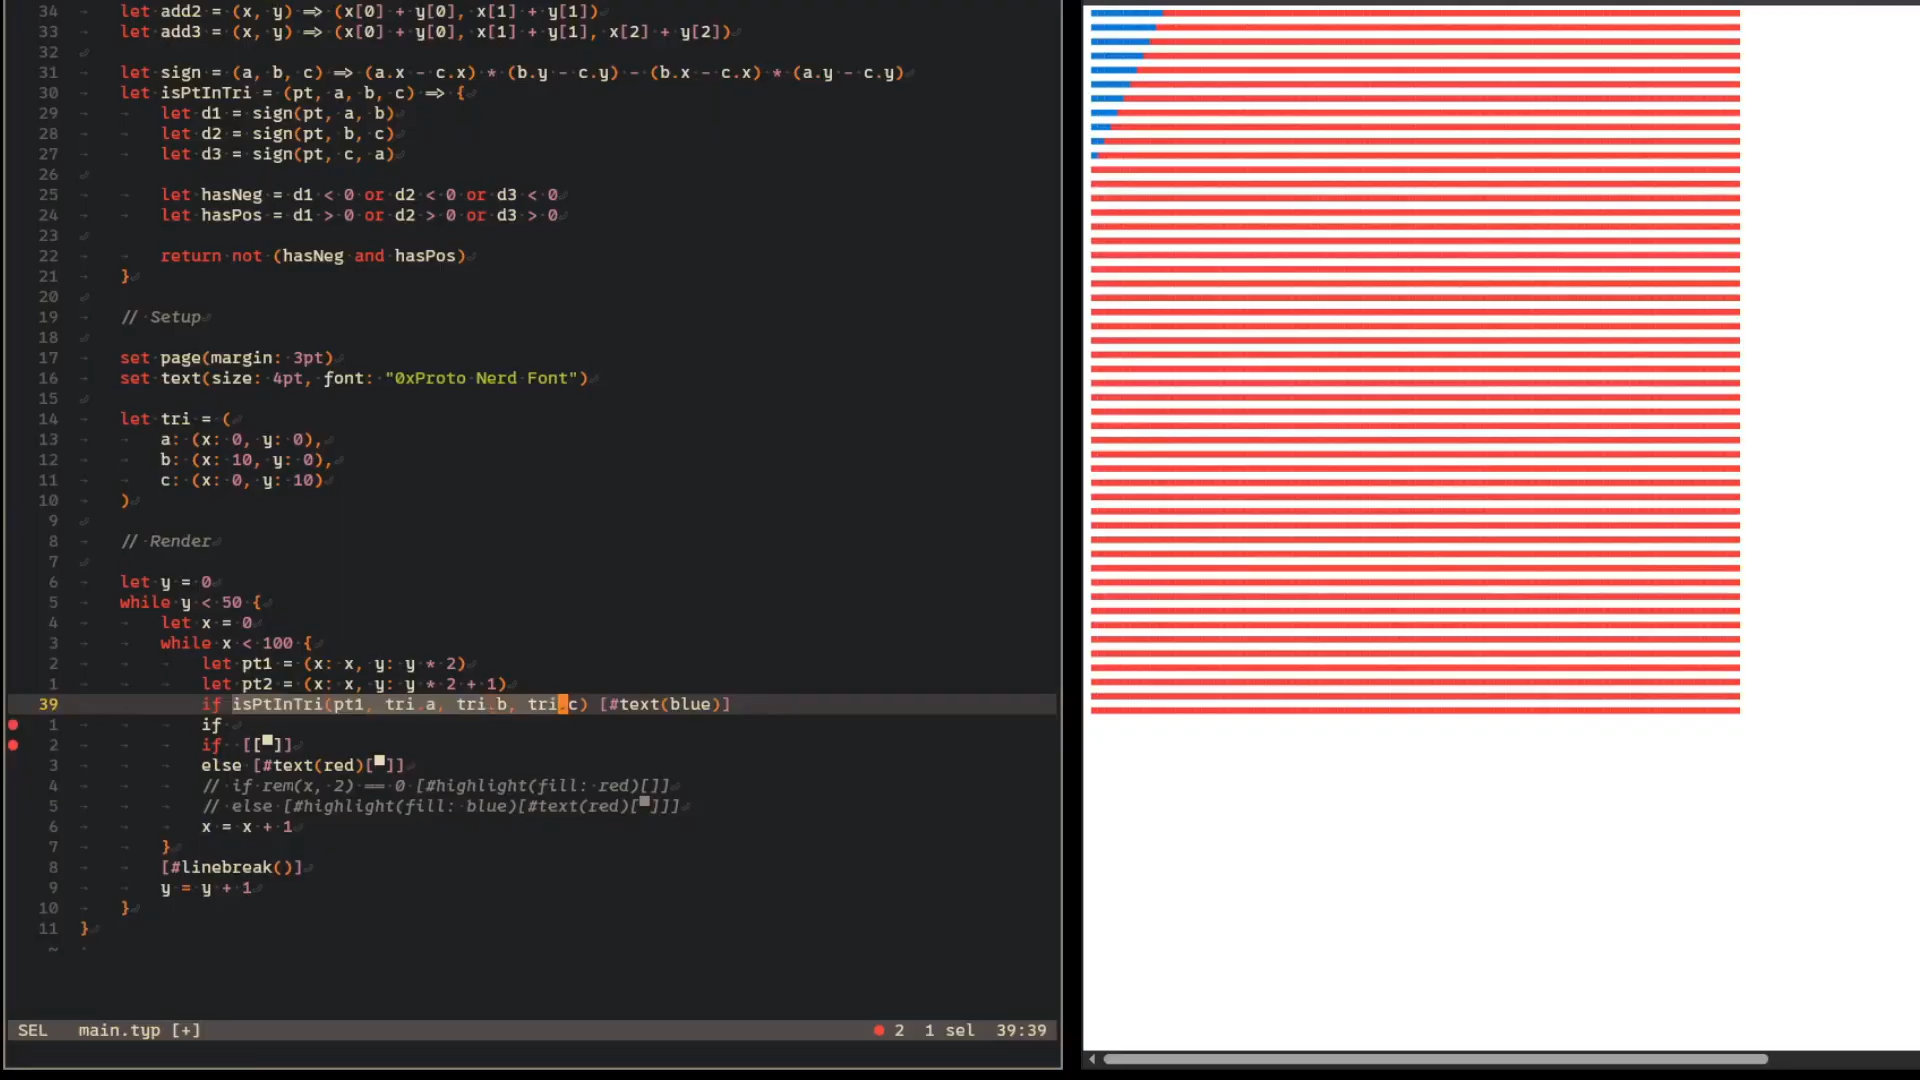 34 let add2 = (x, y) => (x[0] + y[0], x[1] + y[1])
33 let add3 = (x, y) => (x[0] + y[0], x[1] + y[1], x[2] + y[2])
32
31 let sign = (a, b, c) => (a.x - c.x) * (b.y - c.y) - (b.x - c.x) * (a.y - c.y)
30 let isPtInTri = (pt, a, b, c) => {
29 let d1 = sign(pt, a, b)
28 let d2 = sign(pt, b, c)
27 let d3 = sign(pt, c, a)
26
25 let hasNeg = d1 < 0 or d2 < 0 or d3 < 0
24 let hasPos = d1 > 0 or d2 > 0 or d3 > 0
23
22 return not (hasNeg and hasPos)
21 }
20
19 // Setup
18
17 set page(margin: 3pt)
16 set text(size: 4pt, font: "0xProto Nerd Font")
15
14 let tri = (
13 a: (x: 0, y: 0),
12 b: (x: 10, y: 0),
11 c: (x: 0, y: 10)
10 )
9
8 // Render
7
6 let y = 0
5 while y < 50 {
4 let x = 0
3 while x < 100 {
2 let pt1 = (x: x, y: y * 2)
1 let pt2 = (x: x, y: y * 2 + 1)
39 if isPtInTri(pt1, tri.a, tri.b, tri.c) [#text(blue)]
1 if
2 if [[▀]]
3 else [#text(red)[▀]]
4 // if rem(x, 2) == 0 [#highlight(fill: red)[]]
5 // else [#highlight(fill: blue)[#text(red)[▀]]]
6 x = x + 1
7 }
8 [#linebreak()]
9 y = y + 1
10 }
11 }
~
SEL main.typ [+] ● 2 1 sel 39:39